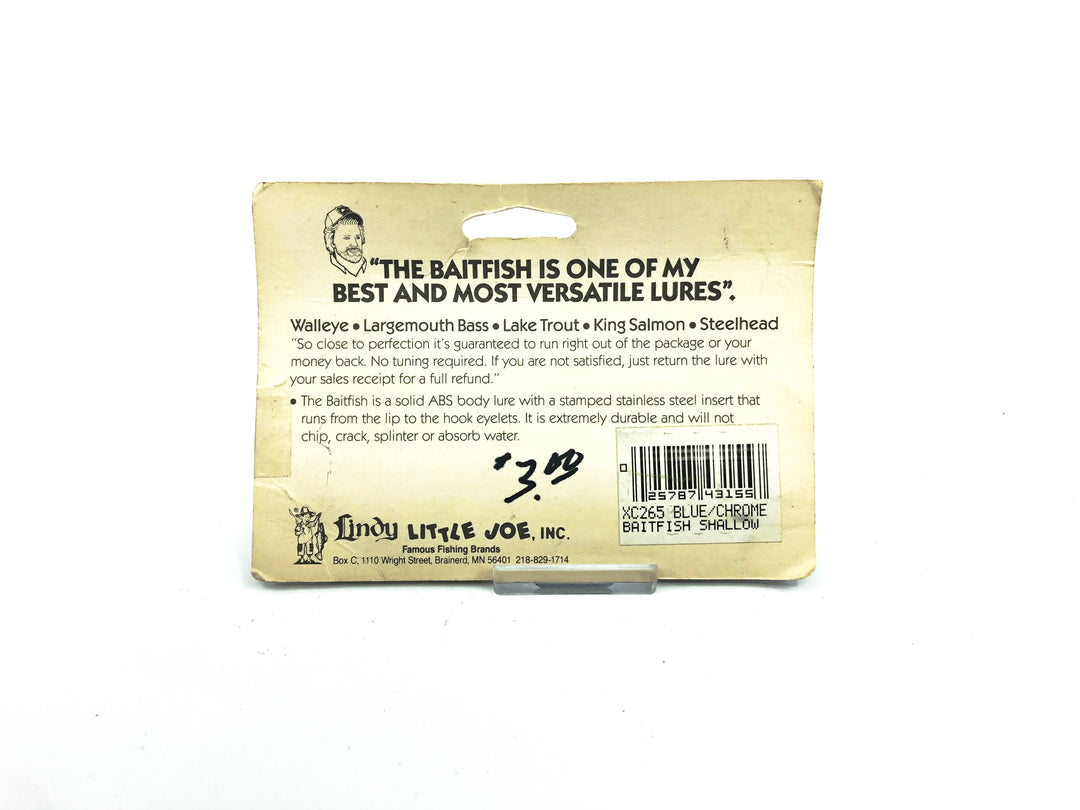 “THE BAITFISH IS ONE OF MY
BEST AND MOST VERSATILE LURES”.
Walleye • Largemouth Bass • Lake Trout • King Salmon • Steelhead
“So close to perfection it’s guaranteed to run right out of the package or your
money back. No tuning required. If you are not satisfied, just return the lure with
your sales receipt for a full refund.”
• The Baitfish is a solid ABS body lure with a stamped stainless steel insert that
runs from the lip to the hook eyelets. It is extremely durable and will not
chip, crack, splinter or absorb water.
$3.00
25787 43155
XC265 BLUE/CHROME
BAITFISH SHALLOW
Lindy LITTLE JOE, INC.
Famous Fishing Brands
Box C, 1110 Wright Street, Brainerd, MN 56401 218-829-1714